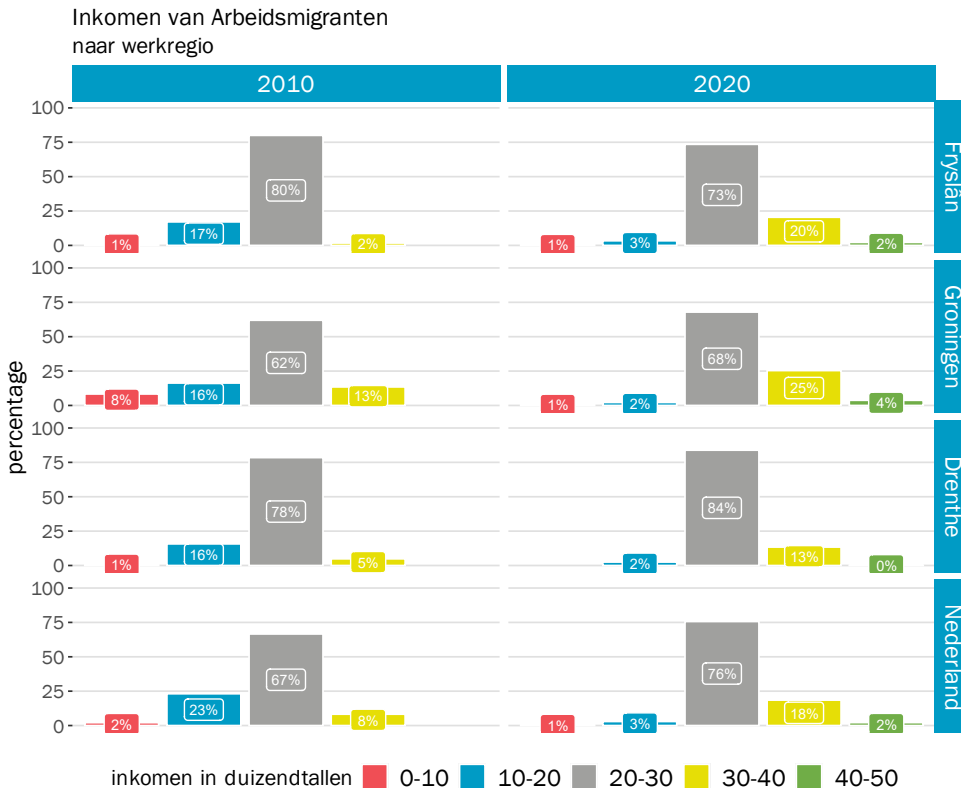 Inkomen van Arbeidsmigranten
naar werkregio
2010 2020
percentage
100
75
50
25
0
1% 17% 80% 2%
1% 3% 73% 20% 2%
Fryslân
100
75
50
25
0
8% 16% 62% 13%
1% 2% 68% 25% 4%
Groningen
100
75
50
25
0
1% 16% 78% 5%
2% 84% 13% 0%
Drenthe
100
75
50
25
0
2% 23% 67% 8%
1% 3% 76% 18% 2%
Nederland
inkomen in duizendtallen 0-10 10-20 20-30 30-40 40-50